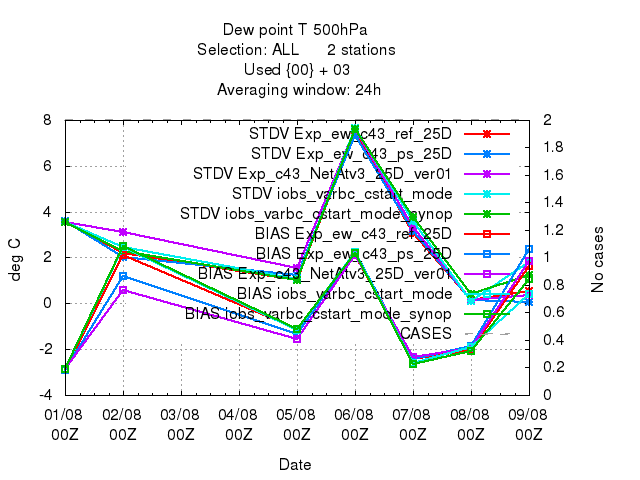 Dew point T 500hPa
Selection: ALL 2 stations
Used {00} + 03
Averaging window: 24h
8
6
4
2
0
-2
-4
deg C
STDV Exp_ew_c43_ref_25D
STDV Exp_ew_c43_ps_25D
STDV Exp_c43_NetAtv3_25D_ver01
STDV iobs_varbc_cstart_mode
STDV iobs_varbc_cstart_mode_synop
BIAS Exp_ew_c43_ref_25D
BIAS Exp_ew_c43_ps_25D
BIAS Exp_c43_NetAtv3_25D_ver01
BIAS iobs_varbc_cstart_mode
BIAS iobs_varbc_cstart_mode_synop
CASES
2
1.8
1.6
1.4
1.2
1
0.8
0.6
0.4
0.2
0
No cases
01/08 02/08 03/08 04/08 05/08 06/08 07/08 08/08 09/08
00Z 00Z 00Z 00Z 00Z 00Z 00Z 00Z 00Z
Date